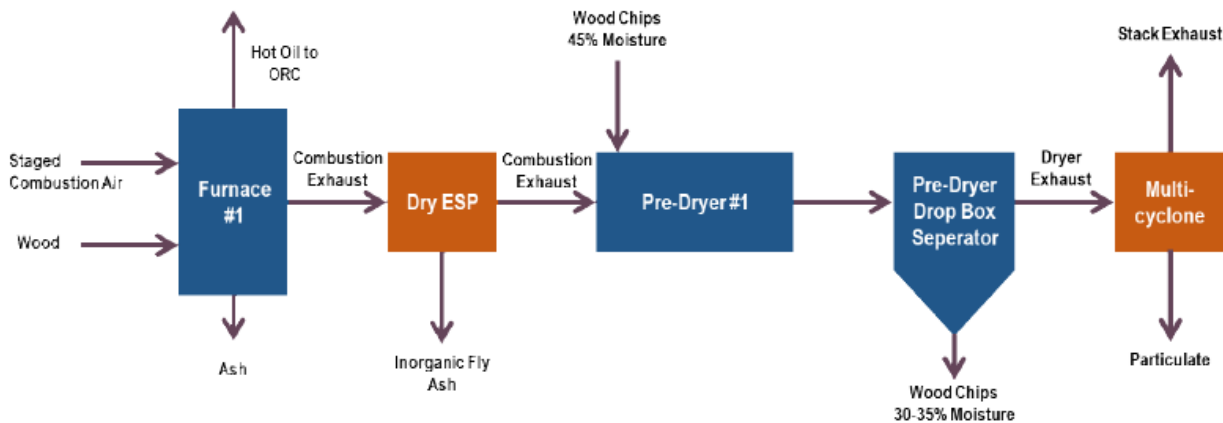 Hot Oil to
ORC
Wood Chips
45% Moisture
Stack Exhaust
Staged
Combustion Air
Wood
Furnace
#1
Combustion
Exhaust
Dry ESP
Combustion
Exhaust
Pre-Dryer #1
Pre-Dryer
Drop Box
Seperator
Dryer
Exhaust
Multi-
cyclone
Ash
Inorganic Fly
Ash
Wood Chips
30-35% Moisture
Particulate